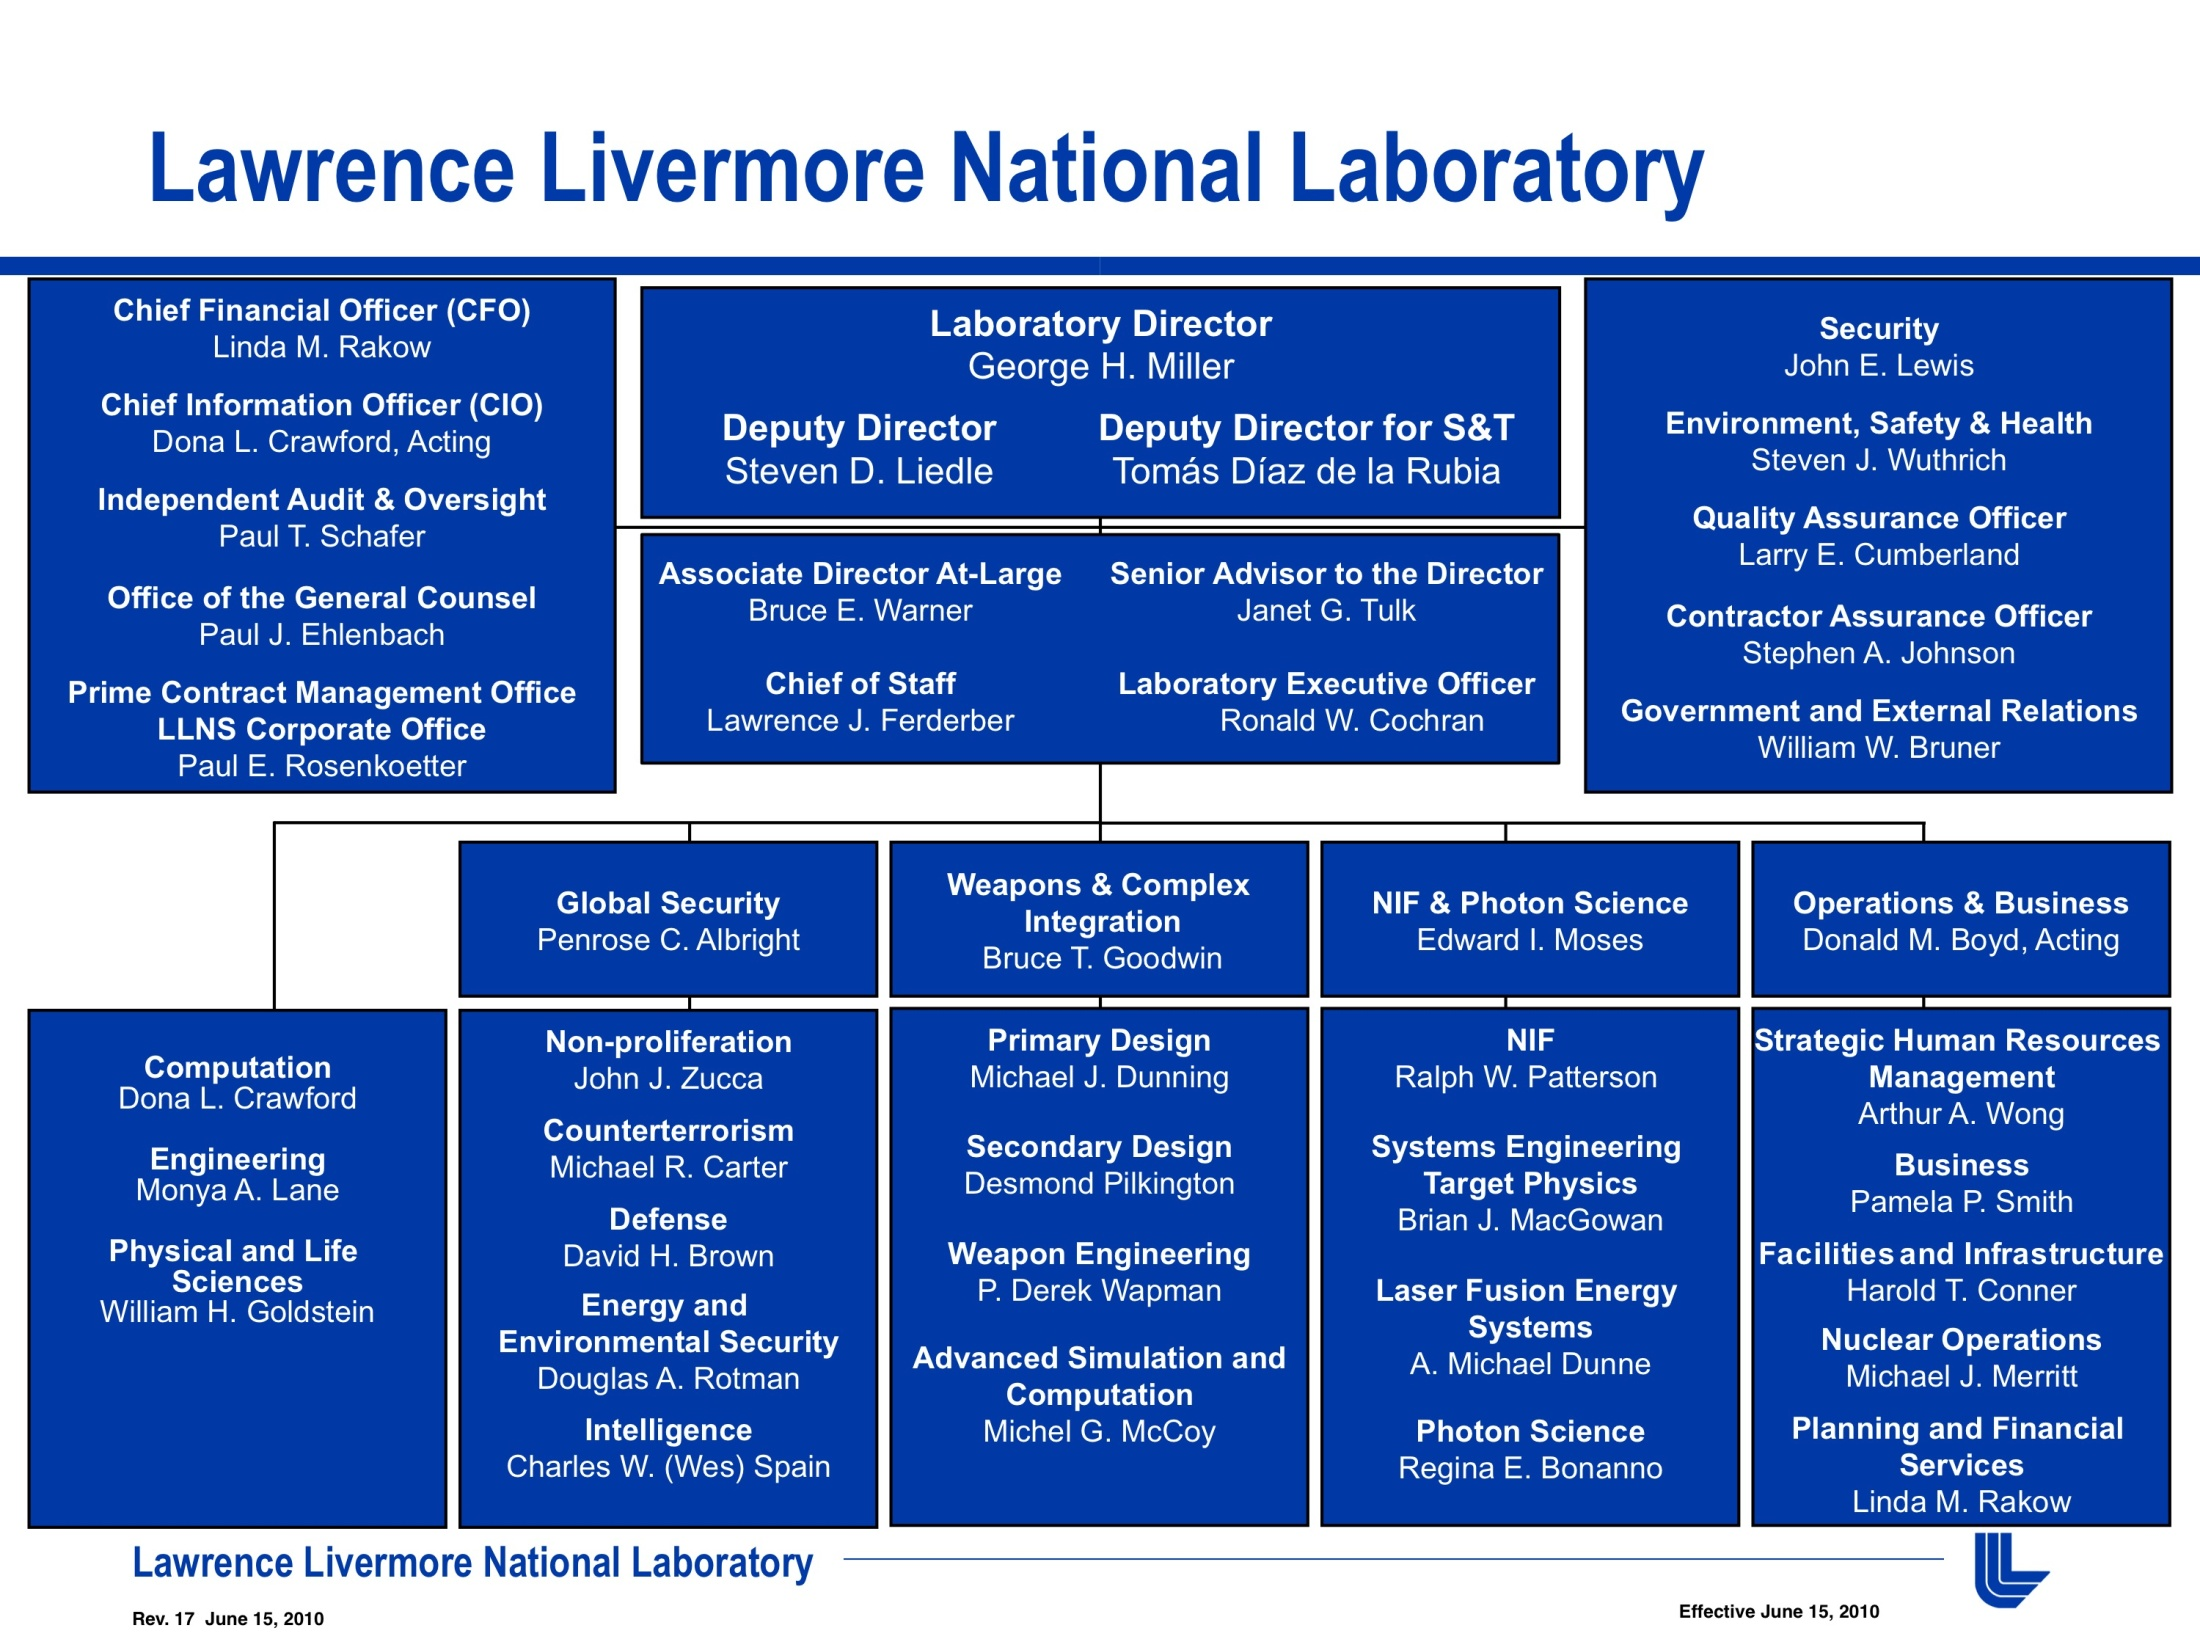 Lawrence Livermore National Laboratory
Chief Financial Officer (CFO)
Linda M. Rakow
Chief Information Officer (CIO)
Dona L. Crawford, Acting
Independent Audit & Oversight
Paul T. Schafer
Office of the General Counsel
Paul J. Ehlenbach
Prime Contract Management Office
LLNS Corporate Office
Paul E. Rosenkoetter
Laboratory Director
George H. Miller
Deputy Director
Steven D. Liedle
Deputy Director for S&T
Tomás Díaz de la Rubia
Associate Director At-Large
Bruce E. Warner
Senior Advisor to the Director
Janet G. Tulk
Chief of Staff
Lawrence J. Ferderber
Laboratory Executive Officer
Ronald W. Cochran
Security
John E. Lewis
Environment, Safety & Health
Steven J. Wuthrich
Quality Assurance Officer
Larry E. Cumberland
Contractor Assurance Officer
Stephen A. Johnson
Government and External Relations
William W. Bruner
Computation
Dona L. Crawford
Engineering
Monya A. Lane
Physical and Life
Sciences
William H. Goldstein
Global Security
Penrose C. Albright
Non-proliferation
John J. Zucca
Counterterrorism
Michael R. Carter
Defense
David H. Brown
Energy and
Environmental Security
Douglas A. Rotman
Intelligence
Charles W. (Wes) Spain
Weapons & Complex
Integration
Bruce T. Goodwin
Primary Design
Michael J. Dunning
Secondary Design
Desmond Pilkington
Weapon Engineering
P. Derek Wapman
Advanced Simulation and
Computation
Michel G. McCoy
NIF & Photon Science
Edward I. Moses
NIF
Ralph W. Patterson
Systems Engineering
Target Physics
Brian J. MacGowan
Laser Fusion Energy
Systems
A. Michael Dunne
Photon Science
Regina E. Bonanno
Operations & Business
Donald M. Boyd, Acting
Strategic Human Resources
Management
Arthur A. Wong
Business
Pamela P. Smith
Facilities and Infrastructure
Harold T. Conner
Nuclear Operations
Michael J. Merritt
Planning and Financial
Services
Linda M. Rakow
Lawrence Livermore National Laboratory
Rev. 17 June 15, 2010
Effective June 15, 2010